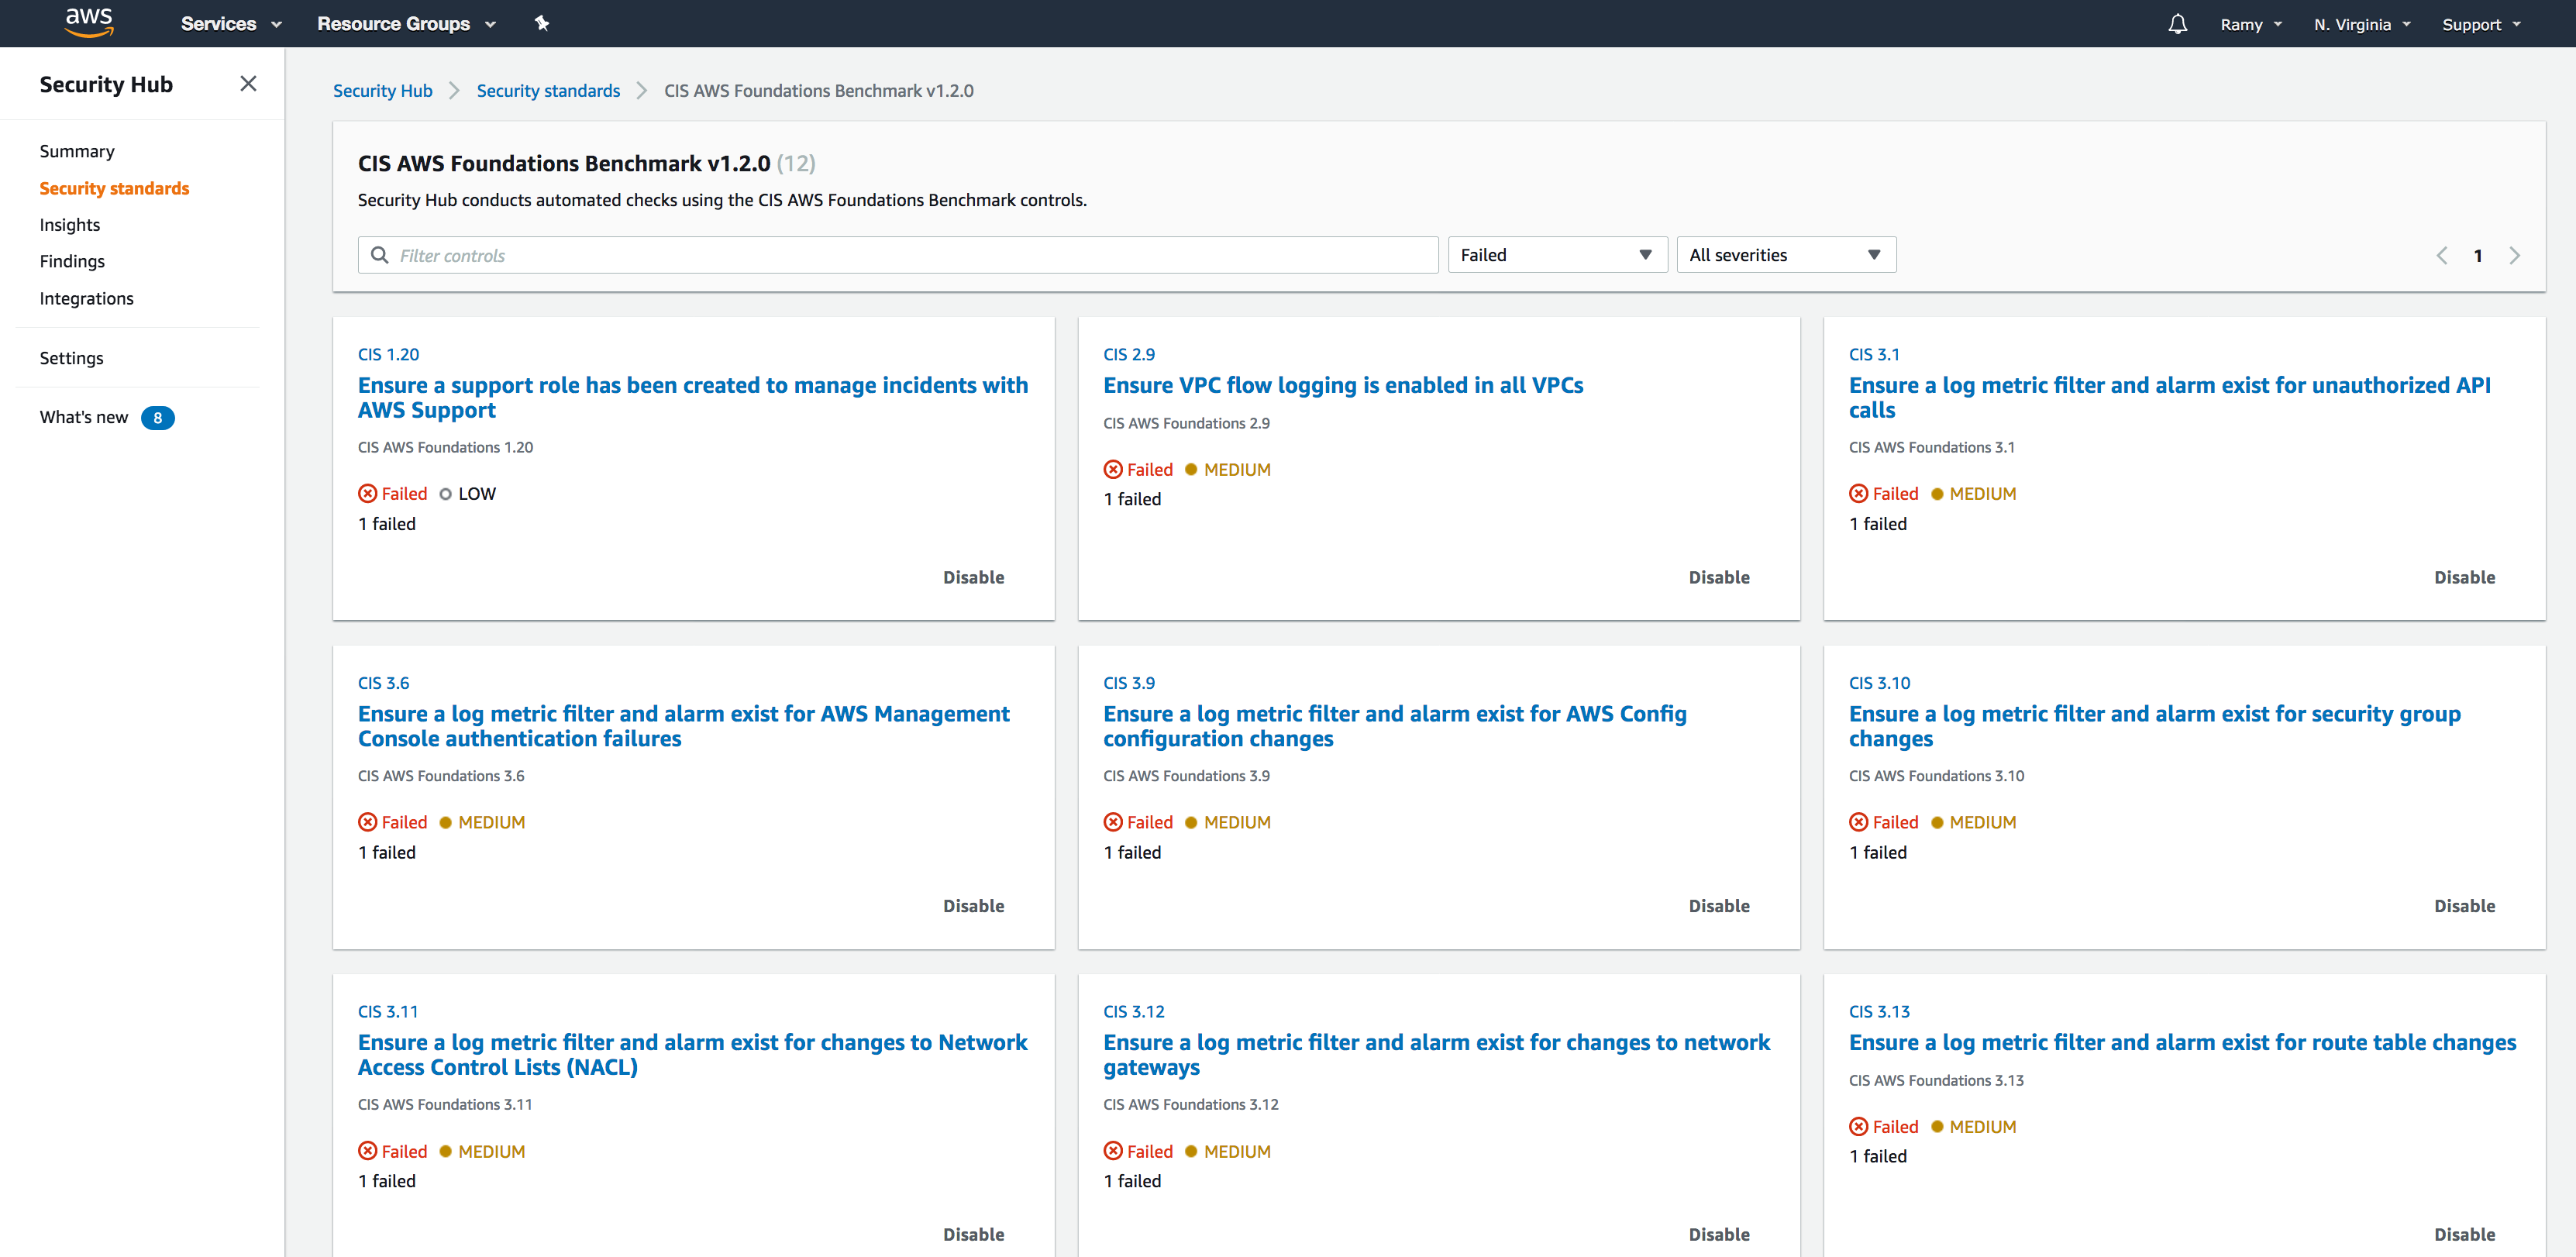 aws Services Resource Groups Ramy N. Virginia Support
Security Hub
Summary
Security standards
Insights
Findings
Integrations
Settings
What's new 8
Security Hub Security standards CIS AWS Foundations Benchmark v1.2.0
CIS AWS Foundations Benchmark v1.2.0 (12)
Security Hub conducts automated checks using the CIS AWS Foundations Benchmark controls.
Filter controls Failed All severities 1
CIS 1.20
Ensure a support role has been created to manage incidents with
AWS Support
CIS AWS Foundations 1.20
Failed LOW
1 failed
Disable
CIS 2.9
Ensure VPC flow logging is enabled in all VPCs
CIS AWS Foundations 2.9
Failed MEDIUM
1 failed
Disable
CIS 3.1
Ensure a log metric filter and alarm exist for unauthorized API
calls
CIS AWS Foundations 3.1
Failed MEDIUM
1 failed
Disable
CIS 3.6
Ensure a log metric filter and alarm exist for AWS Management
Console authentication failures
CIS AWS Foundations 3.6
Failed MEDIUM
1 failed
Disable
CIS 3.9
Ensure a log metric filter and alarm exist for AWS Config
configuration changes
CIS AWS Foundations 3.9
Failed MEDIUM
1 failed
Disable
CIS 3.10
Ensure a log metric filter and alarm exist for security group
changes
CIS AWS Foundations 3.10
Failed MEDIUM
1 failed
Disable
CIS 3.11
Ensure a log metric filter and alarm exist for changes to Network
Access Control Lists (NACL)
CIS AWS Foundations 3.11
Failed MEDIUM
1 failed
Disable
CIS 3.12
Ensure a log metric filter and alarm exist for changes to network
gateways
CIS AWS Foundations 3.12
Failed MEDIUM
1 failed
Disable
CIS 3.13
Ensure a log metric filter and alarm exist for route table changes
CIS AWS Foundations 3.13
Failed MEDIUM
1 failed
Disable